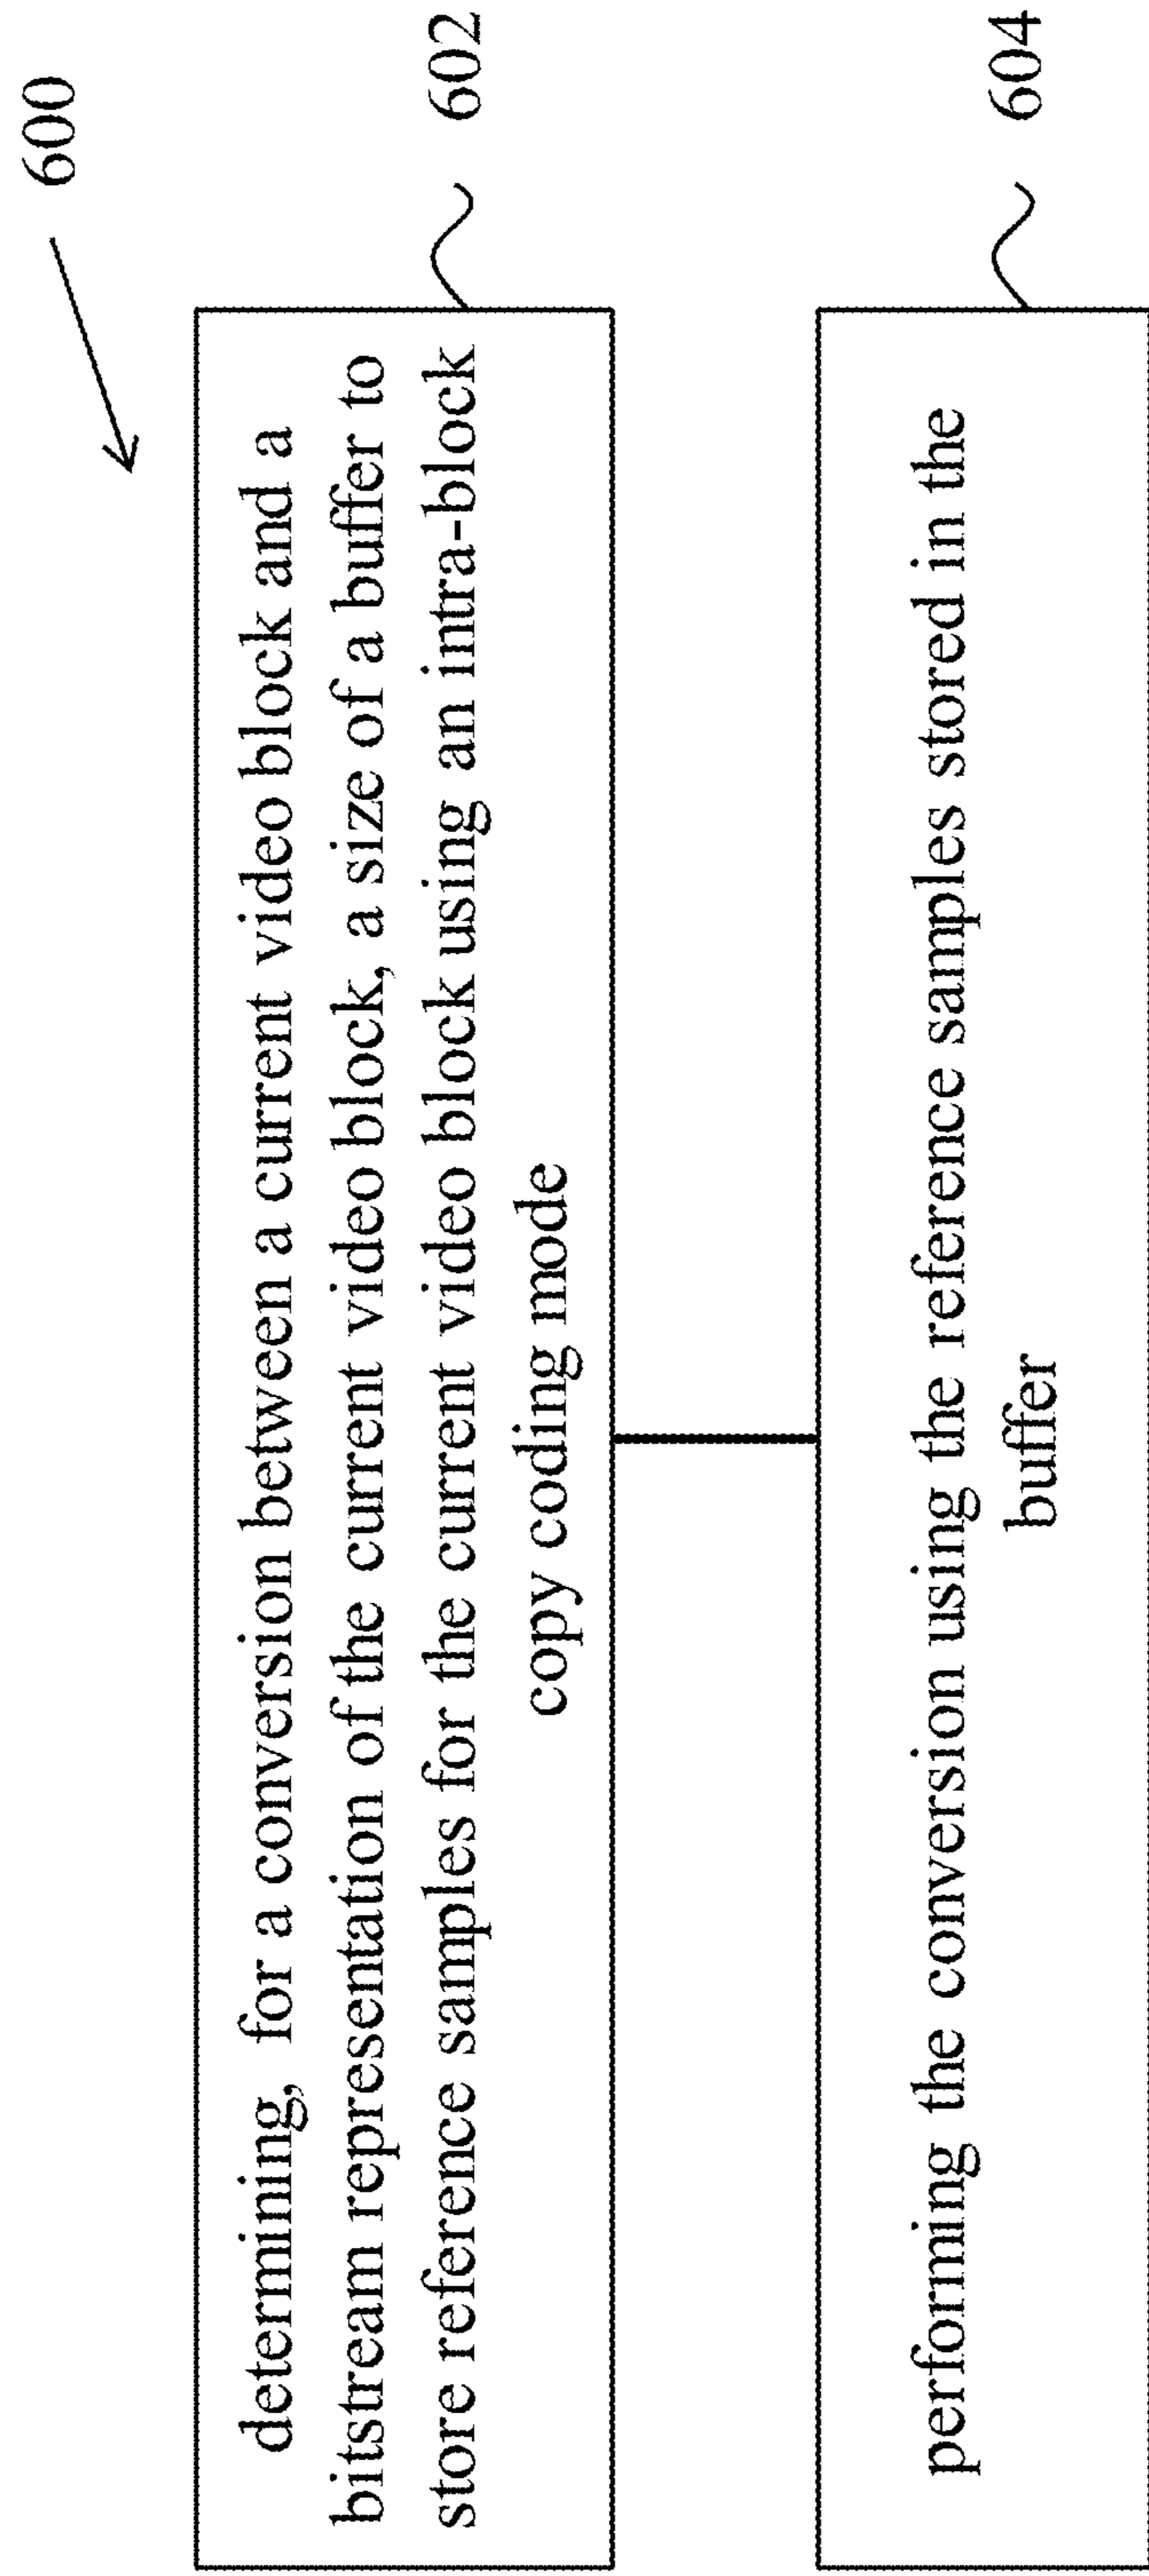 600
determining, for a conversion between a current video block and a
bitstream representation of the current video block, a size of a buffer to
store reference samples for the current video block using an intra-block
copy coding mode
602
performing the conversion using the reference samples stored in the
buffer
604